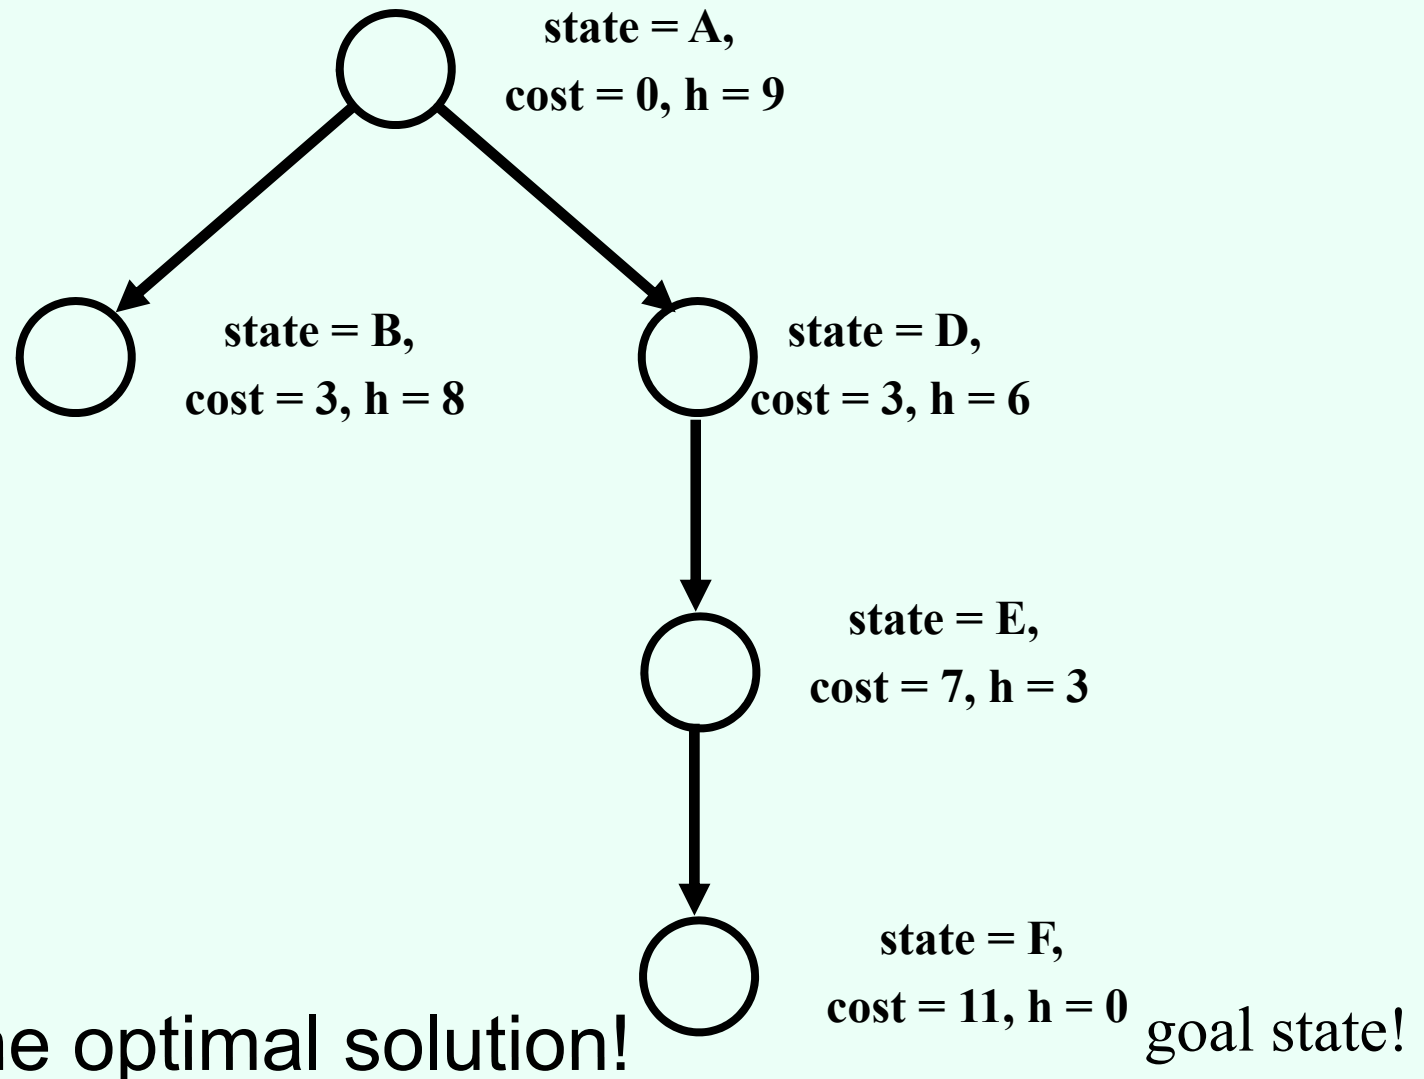 state = A,
cost = 0, h = 9
state = B,
cost = 3, h = 8
state = D,
cost = 3, h = 6
state = E,
cost = 7, h = 3
state = F,
cost = 11, h = 0
goal state!
optimal solution!